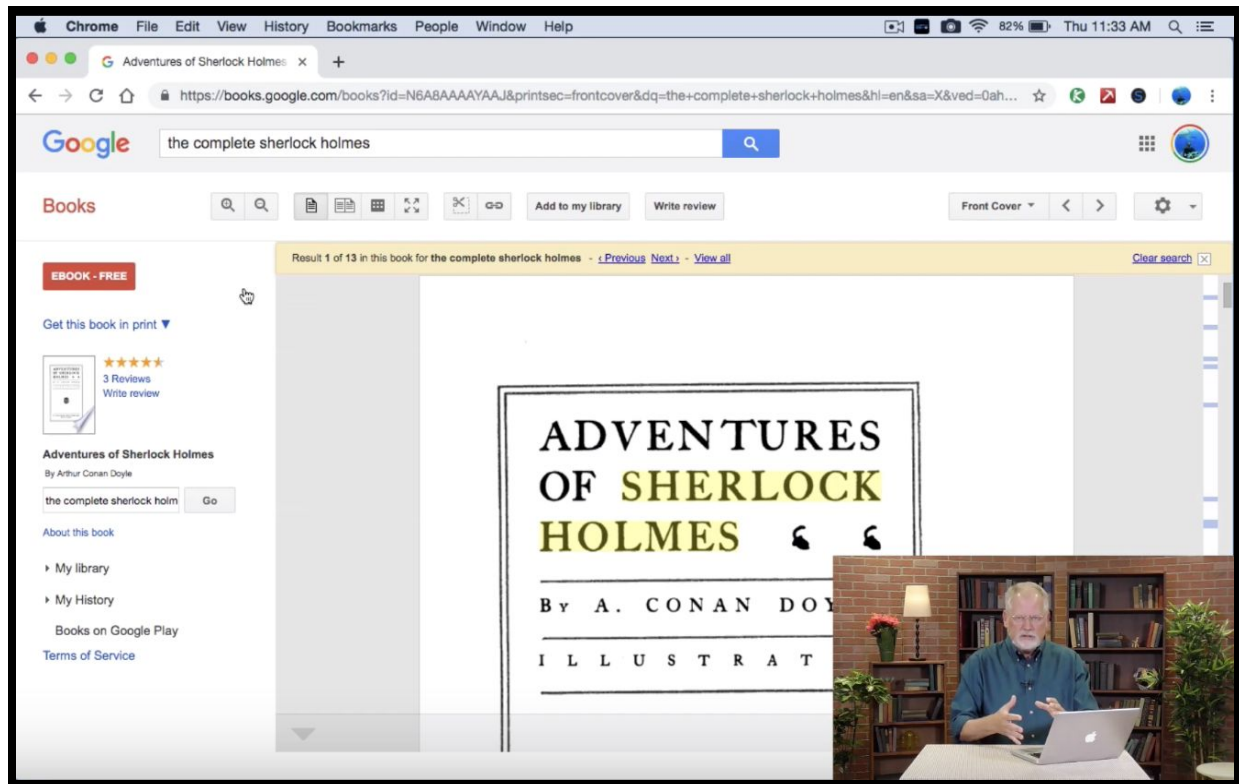 Chrome File Edit View History Bookmarks People Window Help 82% Thu 11:33 AM
Adventures of Sherlock Holmes
https://books.google.com/books?id=N6A8AAAAYAAJ&printsec=frontcover&dq=the+complete+sherlock+holmes&hl=en&sa=X&ved=0ah...
Google the complete sherlock holmes
Books Add to my library Write review Front Cover
Result 1 of 13 in this book for the complete sherlock holmes - ‹ Previous Next › - View all Clear search
EBOOK - FREE
Get this book in print ▼
3 Reviews
Write review
Adventures of Sherlock Holmes
By Arthur Conan Doyle
the complete sherlock holm Go
About this book
My library
My History
Books on Google Play
Terms of Service
ADVENTURES
OF SHERLOCK
HOLMES
By A. CONAN DOY
ILLUSTRAT